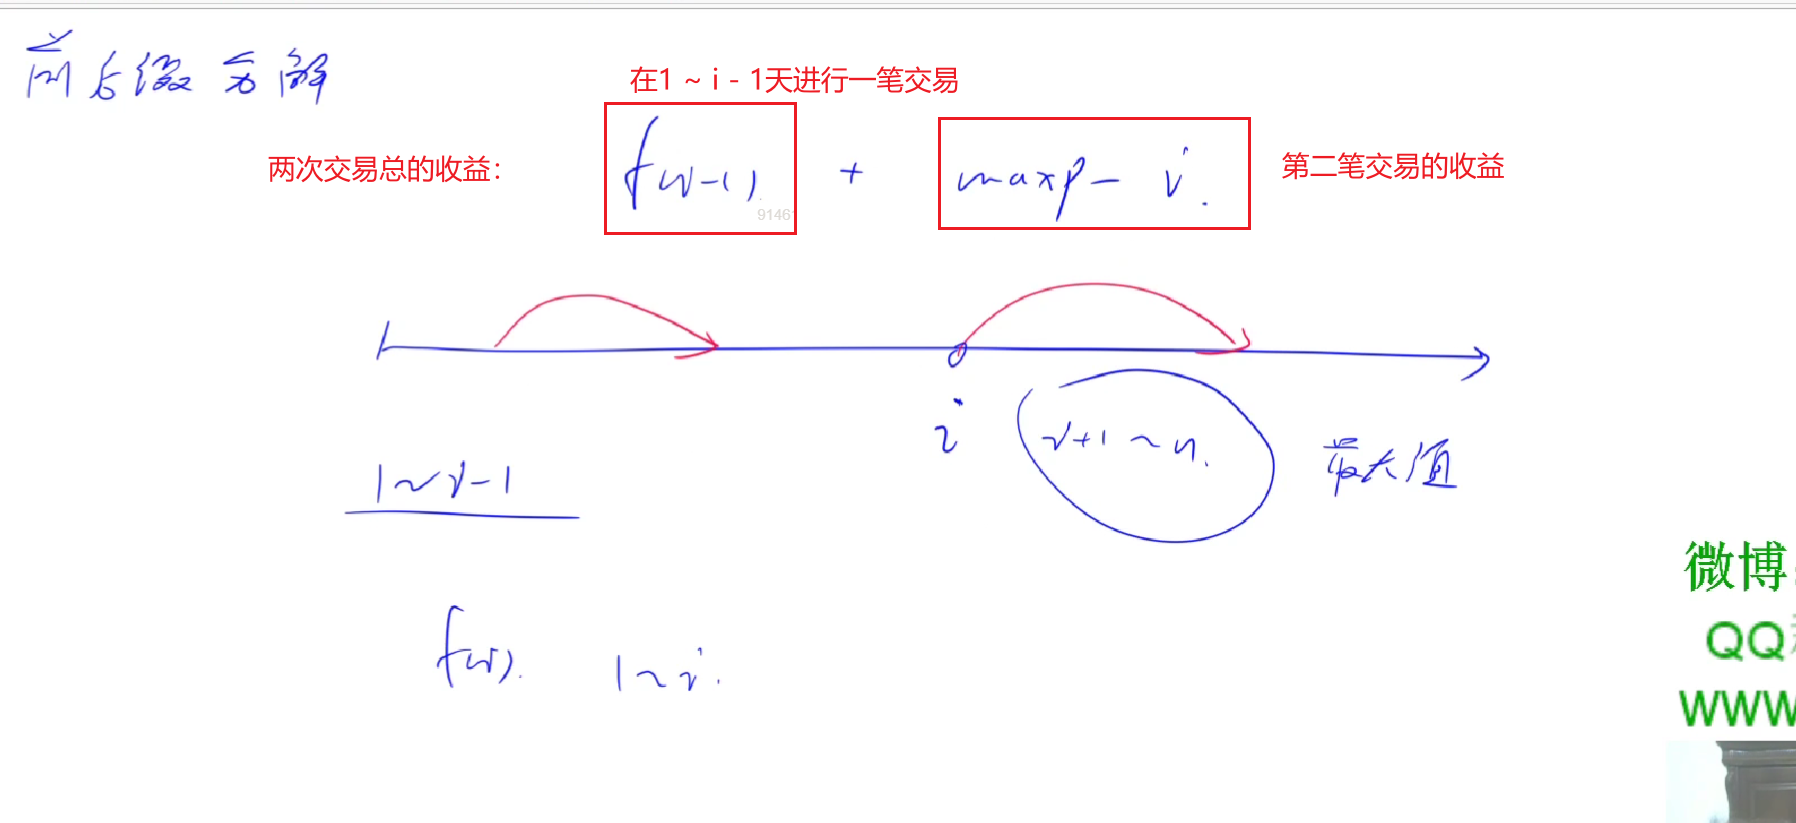 前后缀分解
在1 ~ i - 1天进行一笔交易
两次交易总的收益： f(i-1) + maxp - i 第二笔交易的收益
9146
i
i+1 ~ n. 最大值
1~i-1
f(i). 1~i.
微博
QQ
www